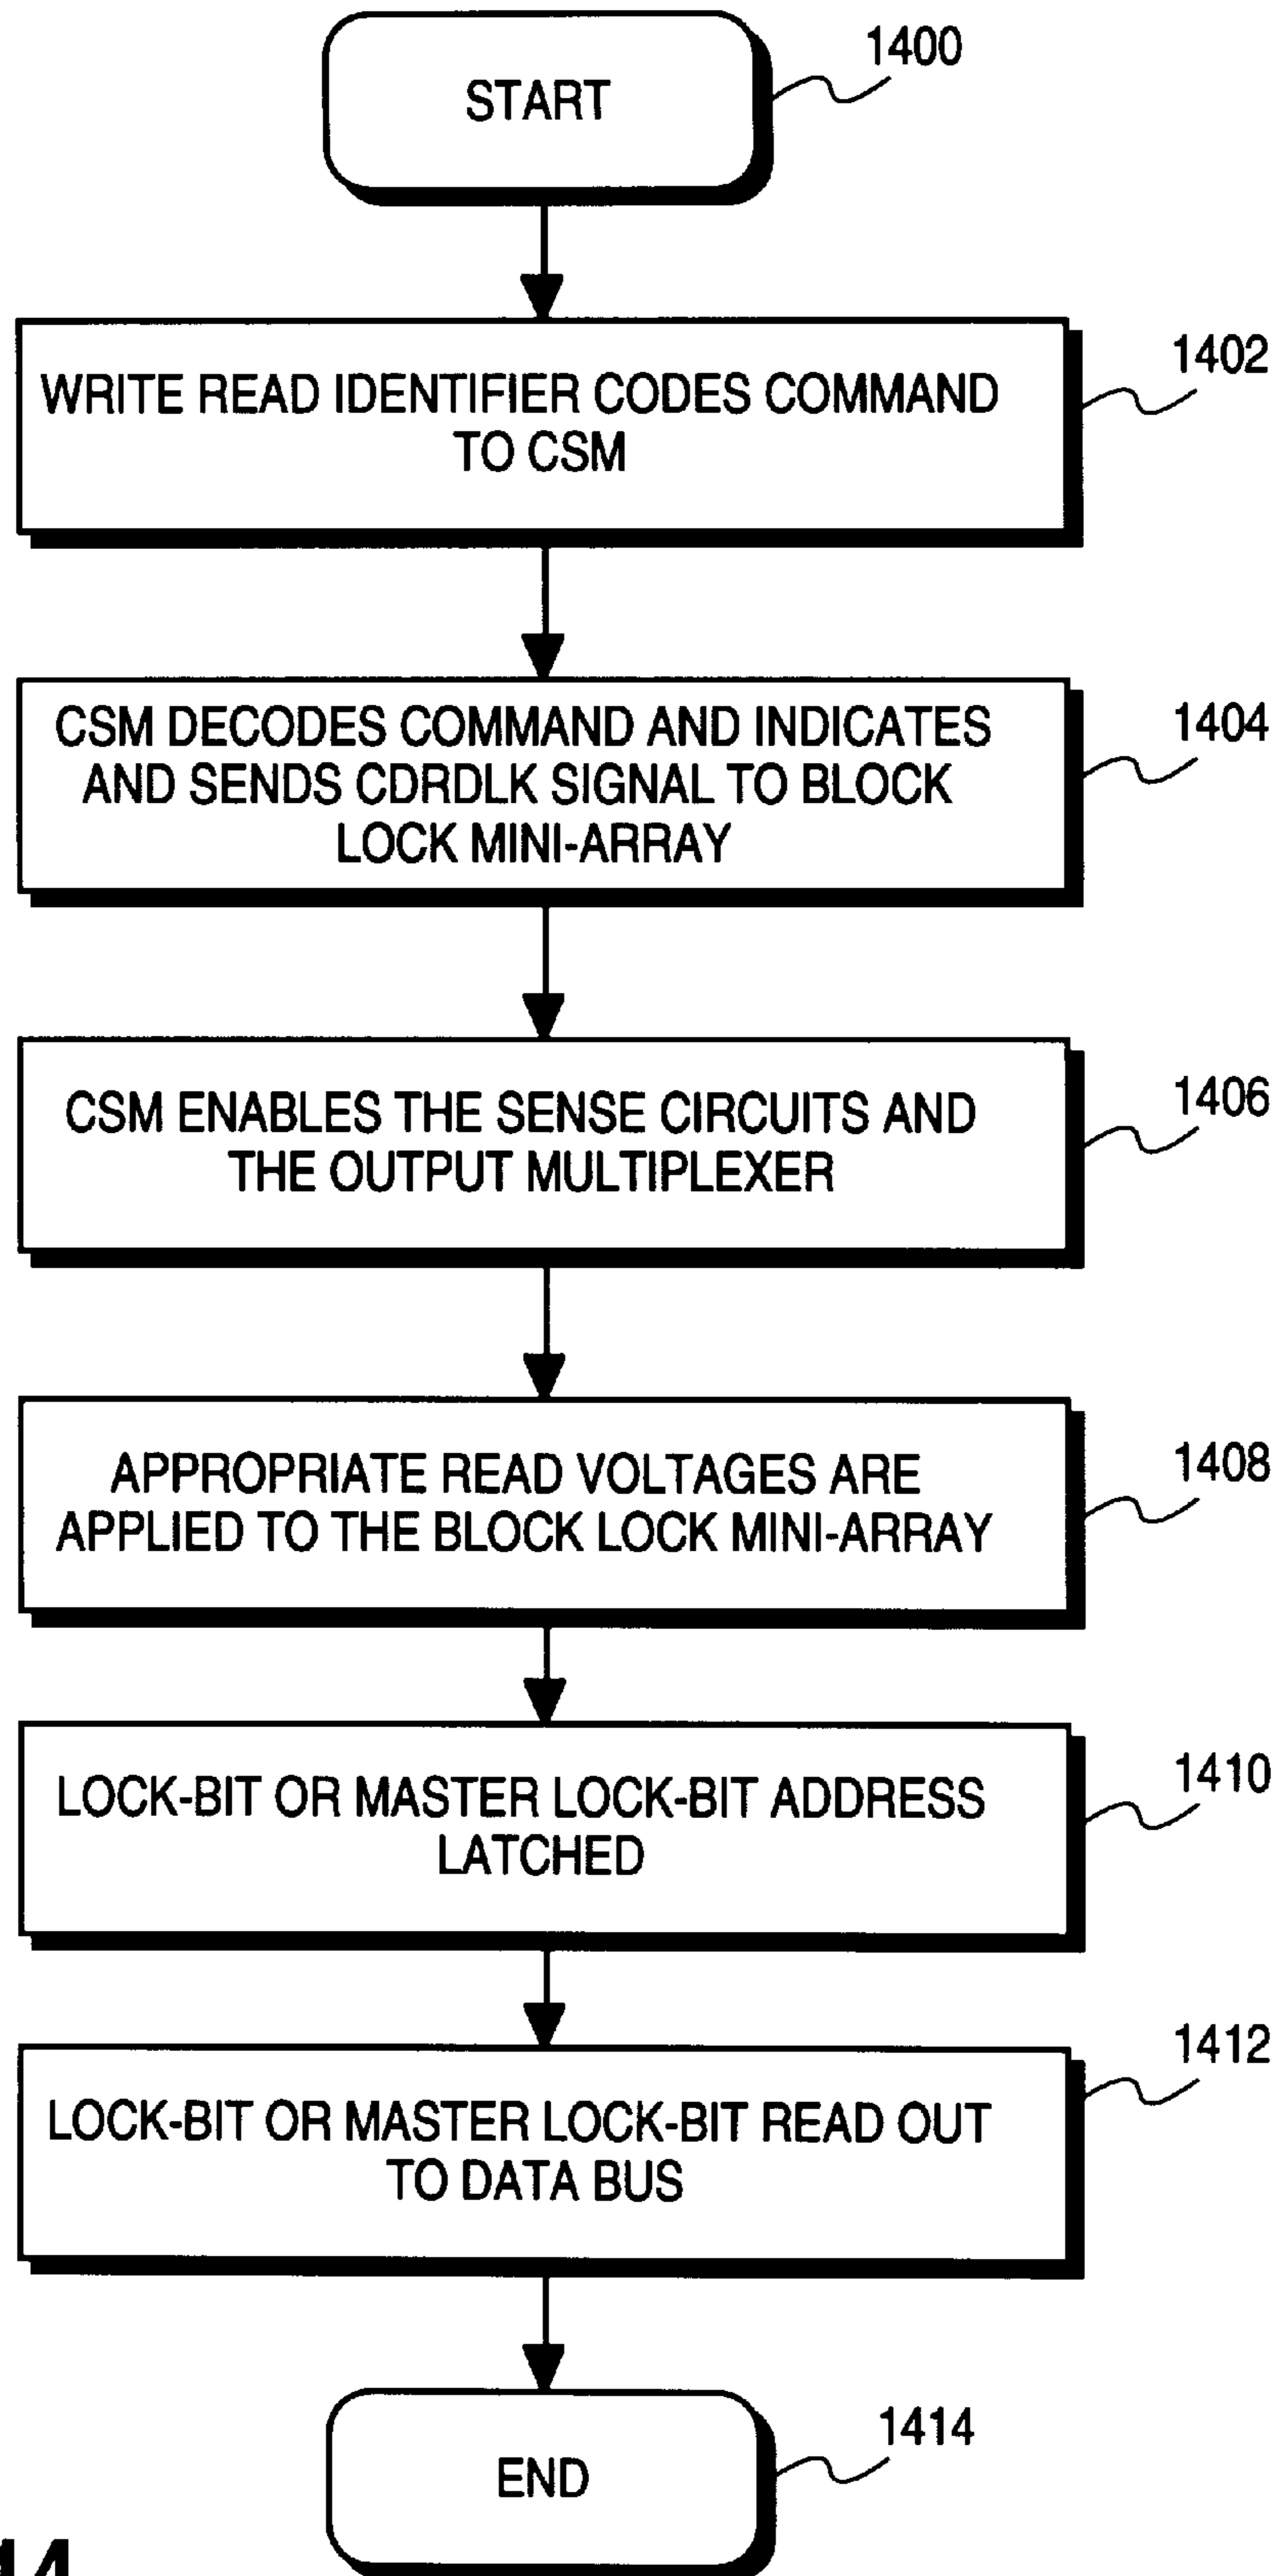 START
1400
WRITE READ IDENTIFIER CODES COMMAND
TO CSM
1402
CSM DECODES COMMAND AND INDICATES
AND SENDS CDRDLK SIGNAL TO BLOCK
LOCK MINI-ARRAY
1404
CSM ENABLES THE SENSE CIRCUITS AND
THE OUTPUT MULTIPLEXER
1406
APPROPRIATE READ VOLTAGES ARE
APPLIED TO THE BLOCK LOCK MINI-ARRAY
1408
LOCK-BIT OR MASTER LOCK-BIT ADDRESS
LATCHED
1410
LOCK-BIT OR MASTER LOCK-BIT READ OUT
TO DATA BUS
1412
END
1414